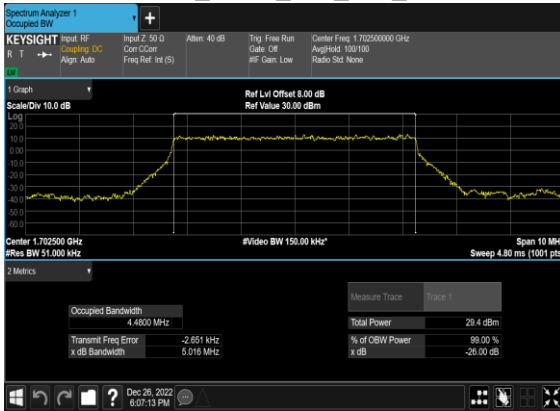 Spectrum Analyzer 1
Occupied BW
+
KEYSIGHT
R T
LXI
Input: RF
Coupling: DC
Align: Auto
Input Z: 50 Ω
Corr CCorr
Freq Ref: Int (S)
Atten: 40 dB
Trig: Free Run
Gate: Off
#IF Gain: Low
Center Freq: 1.702500000 GHz
Avg|Hold: 100/100
Radio Std: None
1 Graph
Scale/Div 10.0 dB
Ref Lvl Offset 8.00 dB
Ref Value 30.00 dBm
Log
20.0
10.0
0.00
-10.0
-20.0
-30.0
-40.0
-50.0
-60.0
Center 1.702500 GHz
#Res BW 51.000 kHz
#Video BW 150.00 kHz*
Span 10 MH
Sweep 4.80 ms (1001 pts
2 Metrics
Measure Trace
Trace 1
Occupied Bandwidth
4.4800 MHz
Total Power
29.4 dBm
Transmit Freq Error
-2.651 kHz
% of OBW Power
99.00 %
x dB Bandwidth
5.016 MHz
x dB
-26.00 dB
?
Dec 26, 2022
6:07:13 PM